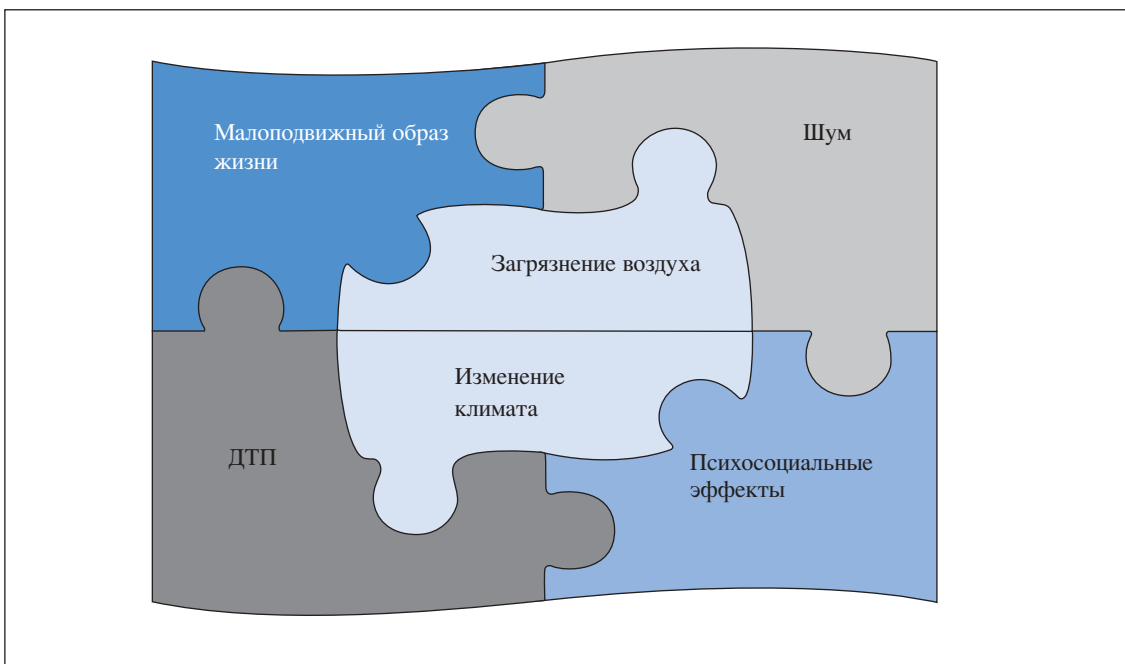 Малоподвижный образ
жизни
Шум
Загрязнение воздуха
Изменение
климата
ДТП
Психосоциальные
эффекты